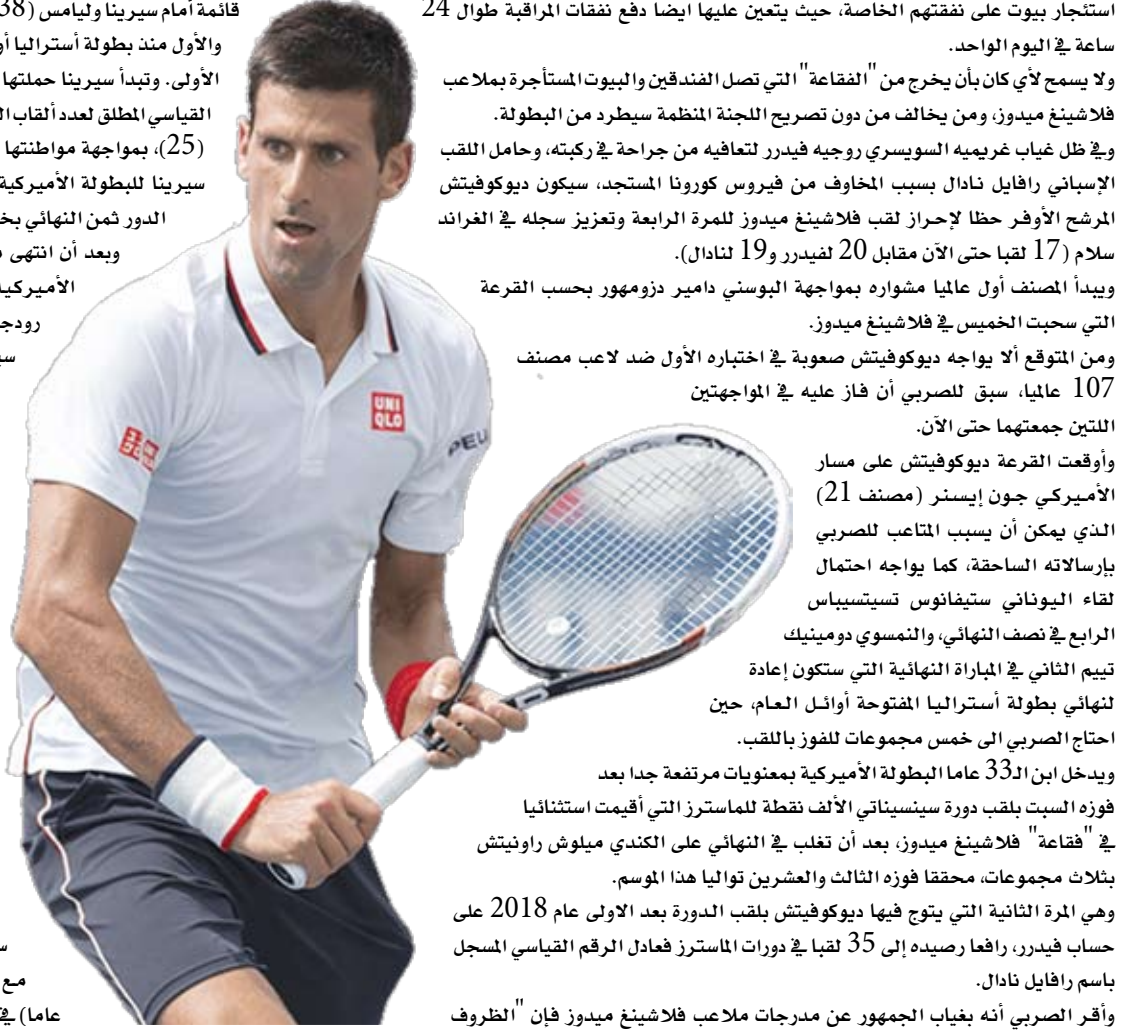 استئجار بيوت على نفقتهم الخاصة، حيث يتعين عليها ايضا دفع نفقات المراقبة طوال 24
ساعة في اليوم الواحد.
ولا يسمح لأي كان بأن يخرج من "الفقاعة" التي تصل الفندقين والبيوت المستأجرة بملاعب
فلاشينغ ميدوز، ومن يخالف من دون تصريح اللجنة المنظمة سيطرد من البطولة.
وفي ظل غياب غريميه السويسري روجيه فيدرر لتعافيه من جراحة في ركبته، وحامل اللقب
الإسباني رافايل نادال بسبب المخاوف من فيروس كورونا المستجد، سيكون ديوكوفيتش
المرشح الأوفر حظا لإحراز لقب فلاشينغ ميدوز للمرة الرابعة وتعزيز سجله في الغراند
سلام (17 لقبا حتى الآن مقابل 20 لفيدرر و19 لنادال).
ويبدأ المصنف أول عالميا مشواره بمواجهة البوسني دامير دزومهور بحسب القرعة
التي سحبت الخميس في فلاشينغ ميدوز.
ومن المتوقع ألا يواجه ديوكوفيتش صعوبة في اختباره الأول ضد لاعب مصنف
107 عالميا، سبق للصربي أن فاز عليه في المواجهتين
اللتين جمعتهما حتى الآن.
وأوقعت القرعة ديوكوفيتش على مسار
الأميركي جون إيسنر (مصنف 21)
الذي يمكن أن يسبب المتاعب للصربي
بإرسالاته الساحقة، كما يواجه احتمال
لقاء اليوناني ستيفانوس تسيتسيباس
الرابع في نصف النهائي، والنمسوي دومينيك
تييم الثاني في المباراة النهائية التي ستكون إعادة
لنهائي بطولة أستراليا المفتوحة أوائل العام، حين
احتاج الصربي الى خمس مجموعات للفوز باللقب.
ويدخل ابن الـ33 عاما البطولة الأميركية بمعنويات مرتفعة جدا بعد
فوزه السبت بلقب دورة سينسيناتي الألف نقطة للماسترز التي أقيمت استثنائيا
في "فقاعة" فلاشينغ ميدوز، بعد أن تغلب في النهائي على الكندي ميلوش راونيتش
بثلاث مجموعات، محققا فوزه الثالث والعشرين تواليا هذا الموسم.
وهي المرة الثانية التي يتوج فيها ديوكوفيتش بلقب الدورة بعد الاولى عام 2018 على
حساب فيدرر، رافعا رصيده إلى 35 لقبا في دورات الماسترز فعادل الرقم القياسي المسجل
باسم رافايل نادال.
وأقر الصربي أنه بغياب الجمهور عن مدرجات ملاعب فلاشينغ ميدوز فإن "الظروف
قائمة أمام سيرينا وليامس (38
والأول منذ بطولة أستراليا
الأولى. وتبدأ سيرينا حملتها
القياسي المطلق لعدد ألقاب
(25)، بمواجهة مواطنتها
سيرينا للبطولة الأميركية
الدور ثمن النهائي
وبعد أن انتهى
مع
عاما) في
UNI
QLO
PEU